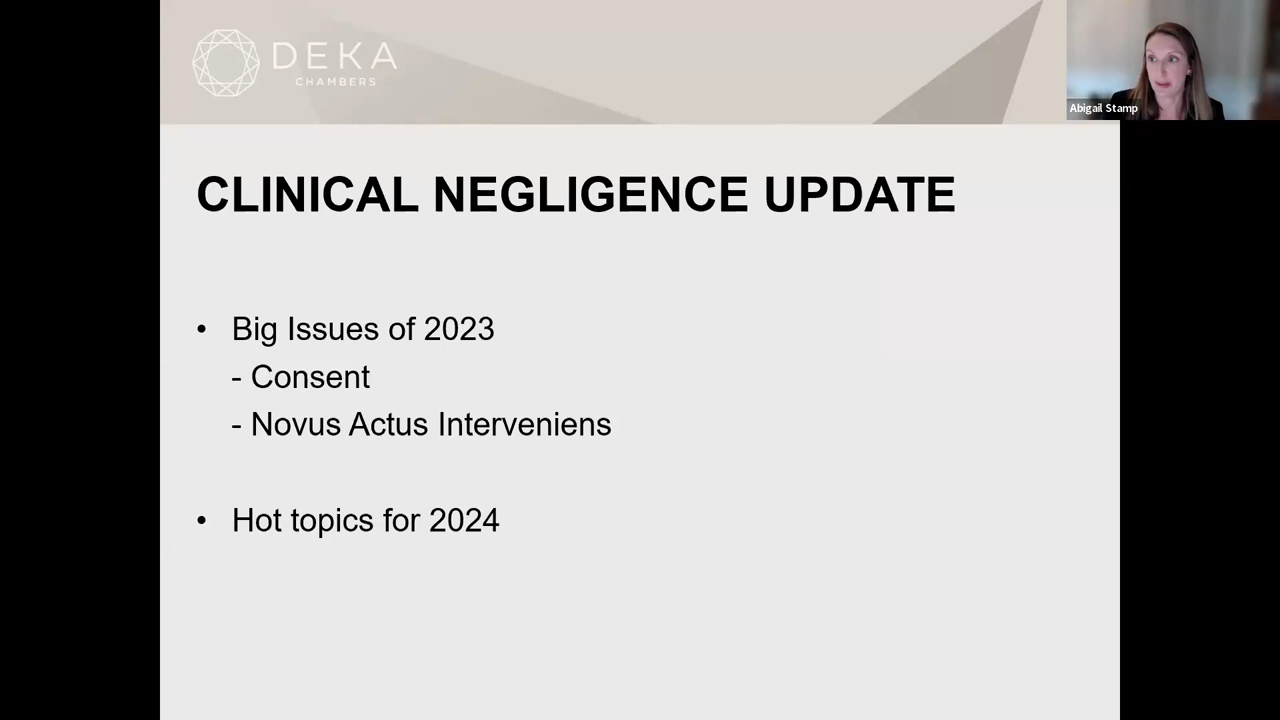 DEKA
CHAMBERS
Abigail Stamp
CLINICAL NEGLIGENCE UPDATE
• Big Issues of 2023
- Consent
- Novus Actus Interveniens
• Hot topics for 2024